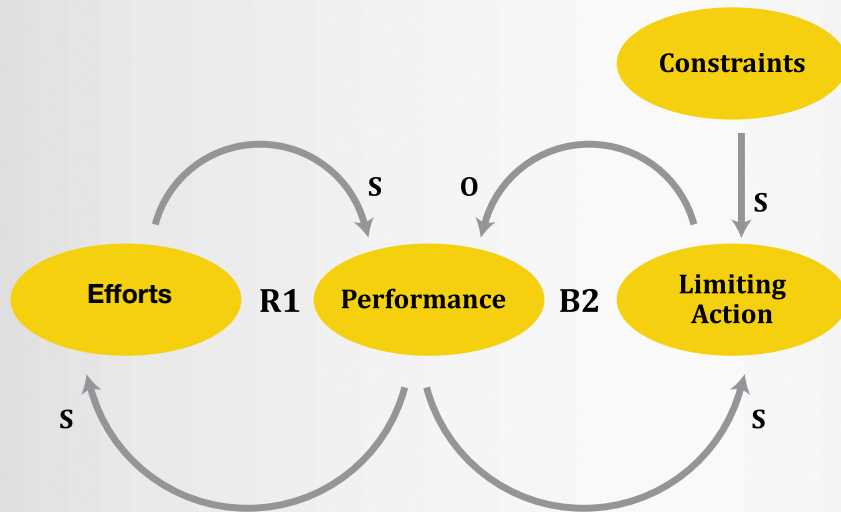 Constraints
S
O
S
Efforts
R1
Performance
B2
Limiting
Action
S
S